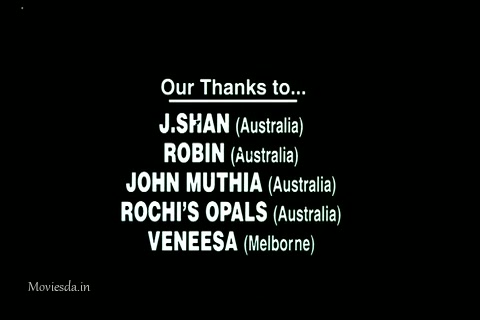 Our Thanks to...
J.SHAN (Australia)
ROBIN (Australia)
JOHN MUTHIA (Australia)
ROCHI'S OPALS (Australia)
VENEESA (Melborne)
Moviesda.in